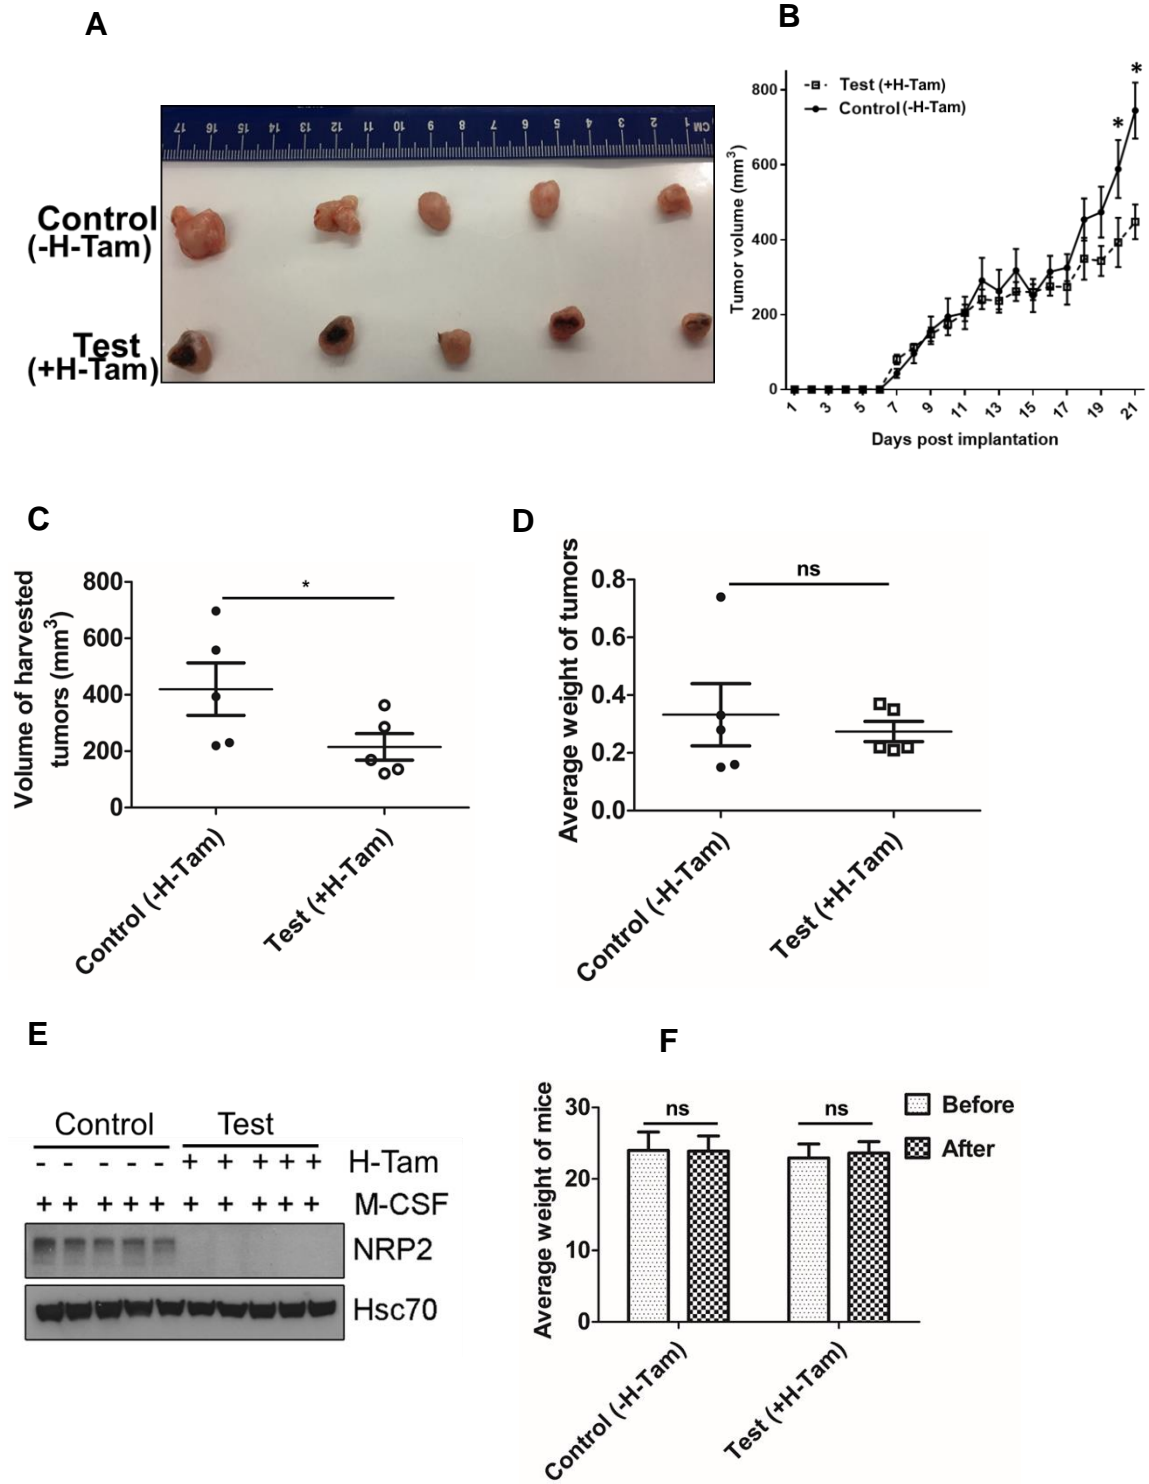 A
17 16 15 14 13 12 11 10 9 8 7 6 5 4 3 2 1 CM
Control
(-H-Tam)
Test
(+H-Tam)
B
Test (+H-Tam)
Control (-H-Tam)
* *
Tumor volume (mm³)
800
600
400
200
0
1 3 5 7 9 11 13 15 17 19 21
Days post implantation
C
Volume of harvested
tumors (mm³)
800
600
400
200
0
*
Control (-H-Tam)
Test (+H-Tam)
D
Average weight of tumors
0.8
0.6
0.4
0.2
0.0
ns
Control (-H-Tam)
Test (+H-Tam)
E
Control Test
- - - - - + + + + + H-Tam
+ + + + + + + + + + M-CSF
NRP2
Hsc70
F
Average weight of mice
30
20
10
0
ns ns
Before
After
Control (-H-Tam)
Test (+H-Tam)